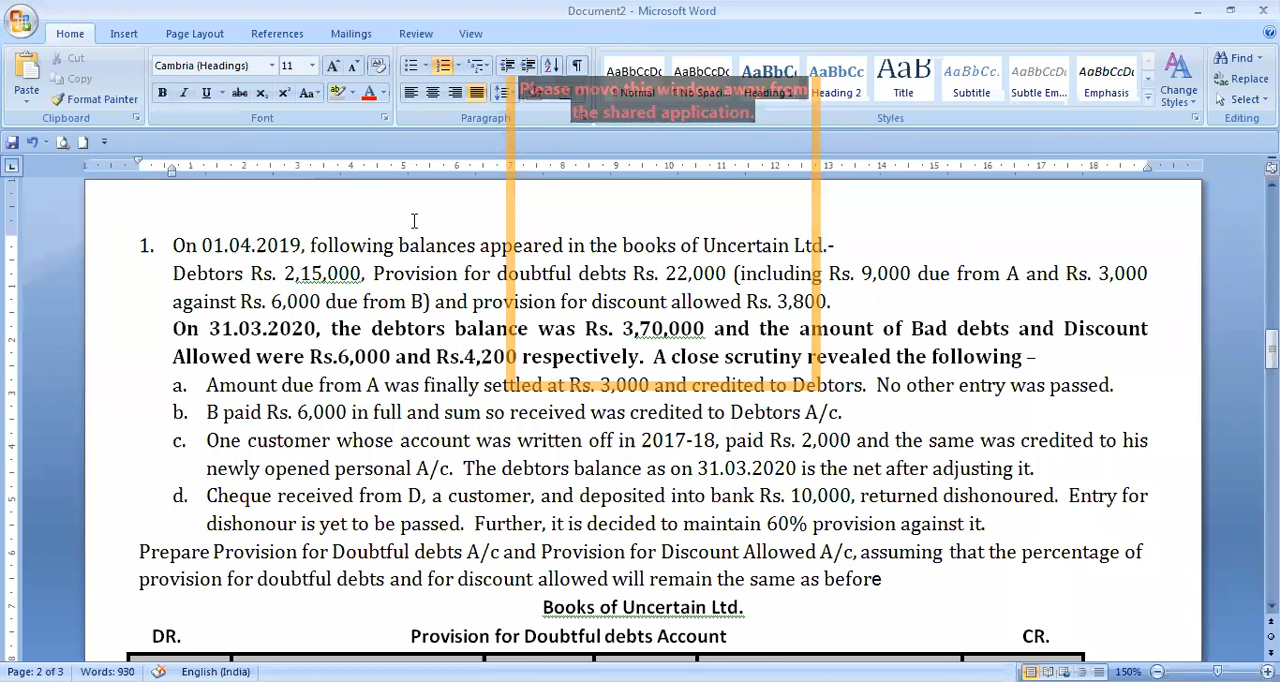 Document2 - Microsoft Word
Home Insert Page Layout References Mailings Review View
Paste
Cut
Copy
Format Painter
Clipboard
Cambria (Headings) 11
Font
Paragraph
AaBbCcDc AaBbCcDc AaBbC AaBbCc AaB AaBbCc. AaBbCcDc AaBbCcDc
Heading 2 Title Subtitle Subtle Em... Emphasis
Change Styles
Styles
Find
Replace
Select
Editing
Please move this window away from
the shared application.
1. On 01.04.2019, following balances appeared in the books of Uncertain Ltd.-
Debtors Rs. 2,15,000, Provision for doubtful debts Rs. 22,000 (including Rs. 9,000 due from A and Rs. 3,000
against Rs. 6,000 due from B) and provision for discount allowed Rs. 3,800.
On 31.03.2020, the debtors balance was Rs. 3,70,000 and the amount of Bad debts and Discount
Allowed were Rs.6,000 and Rs.4,200 respectively. A close scrutiny revealed the following –
a. Amount due from A was finally settled at Rs. 3,000 and credited to Debtors. No other entry was passed.
b. B paid Rs. 6,000 in full and sum so received was credited to Debtors A/c.
c. One customer whose account was written off in 2017-18, paid Rs. 2,000 and the same was credited to his
newly opened personal A/c. The debtors balance as on 31.03.2020 is the net after adjusting it.
d. Cheque received from D, a customer, and deposited into bank Rs. 10,000, returned dishonoured. Entry for
dishonour is yet to be passed. Further, it is decided to maintain 60% provision against it.
Prepare Provision for Doubtful debts A/c and Provision for Discount Allowed A/c, assuming that the percentage of
provision for doubtful debts and for discount allowed will remain the same as before
Books of Uncertain Ltd.
DR. Provision for Doubtful debts Account CR.
Page: 2 of 3 Words: 930 English (India) 150%